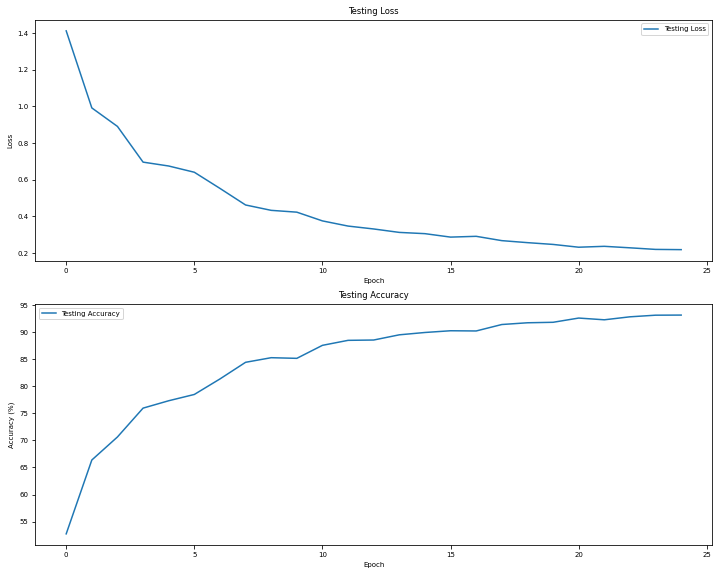 Testing Loss
1.4
1.2
1.0
0.8
0.6
0.4
0.2
Loss
Testing Loss
0 5 10 15 20 25
Epoch
Testing Accuracy
95
90
85
80
75
70
65
60
55
Accuracy (%)
Testing Accuracy
0 5 10 15 20 25
Epoch